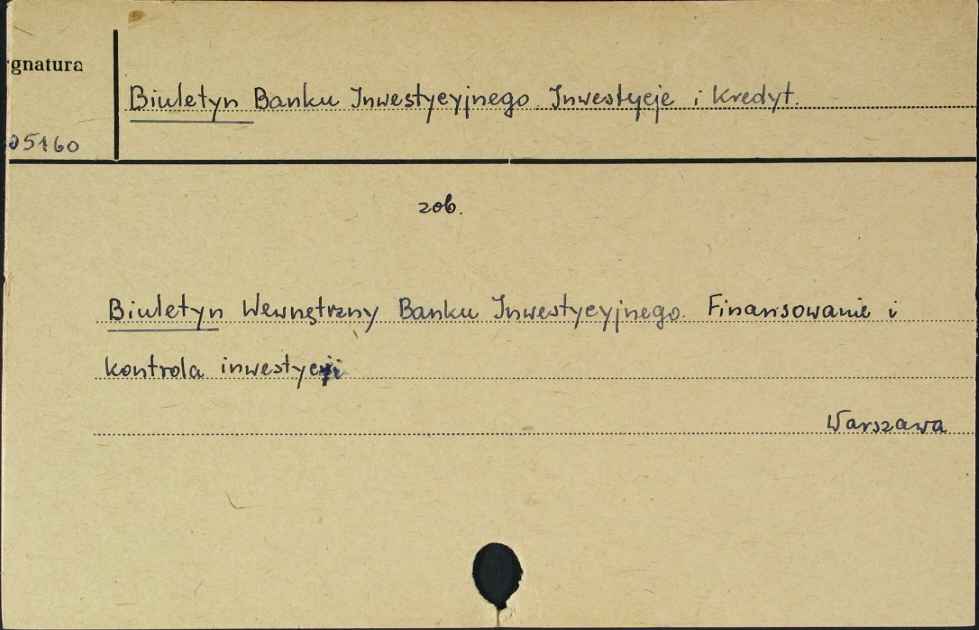 gnatura
Biuletyn Banku Inwestycyjnego. Inwestycje i Kredyt.
05160
zob.
Biuletyn Wewnętrzny Banku Inwestycyjnego. Finansowanie i
kontrola inwestycji
Warszawa